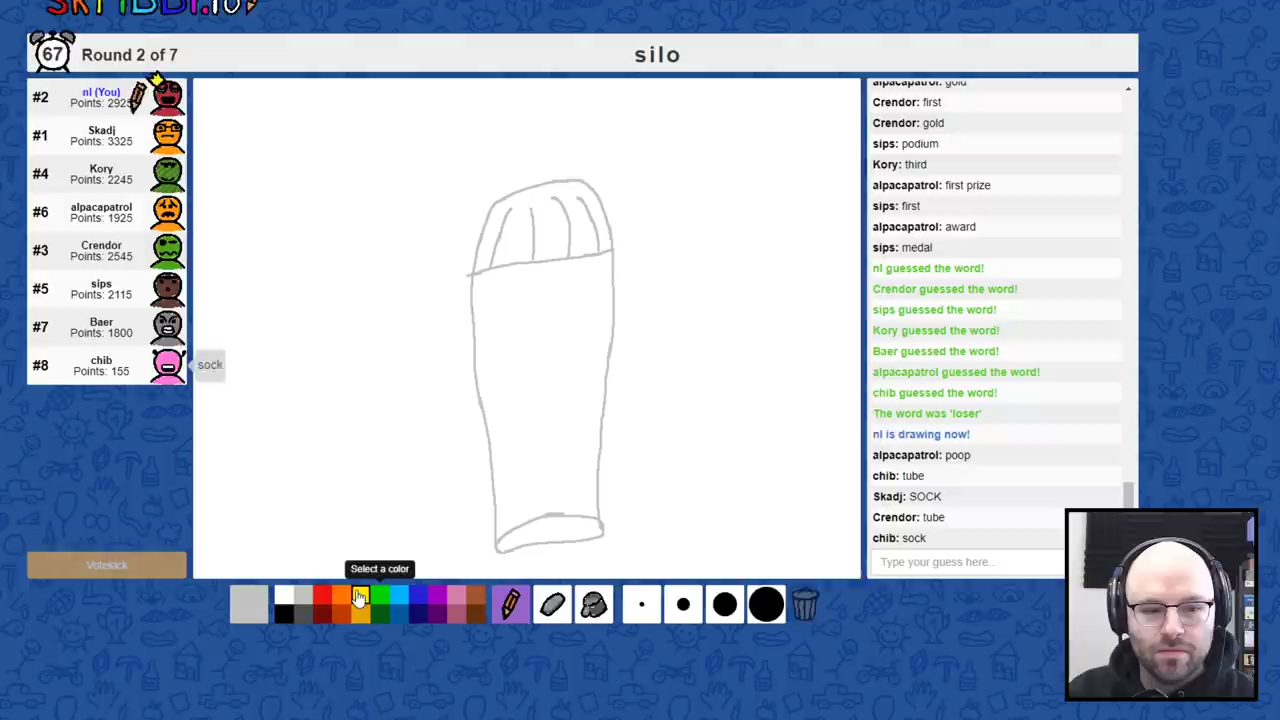 skribbl.io
67
Round 2 of 7
silo
#2
nl (You)
Points: 2925
#1
Skadj
Points: 3325
#4
Kory
Points: 2245
#6
alpacapatrol
Points: 1925
#3
Crendor
Points: 2545
#5
sips
Points: 2115
#7
Baer
Points: 1800
#8
chib
Points: 155
sock
Votekick
Select a color
alpacapatrol: gold
Crendor: first
Crendor: gold
sips: podium
Kory: third
alpacapatrol: first prize
sips: first
alpacapatrol: award
sips: medal
nl guessed the word!
Crendor guessed the word!
sips guessed the word!
Kory guessed the word!
Baer guessed the word!
alpacapatrol guessed the word!
chib guessed the word!
The word was 'loser'
nl is drawing now!
alpacapatrol: poop
chib: tube
Skadj: SOCK
Crendor: tube
chib: sock
Type your guess here...